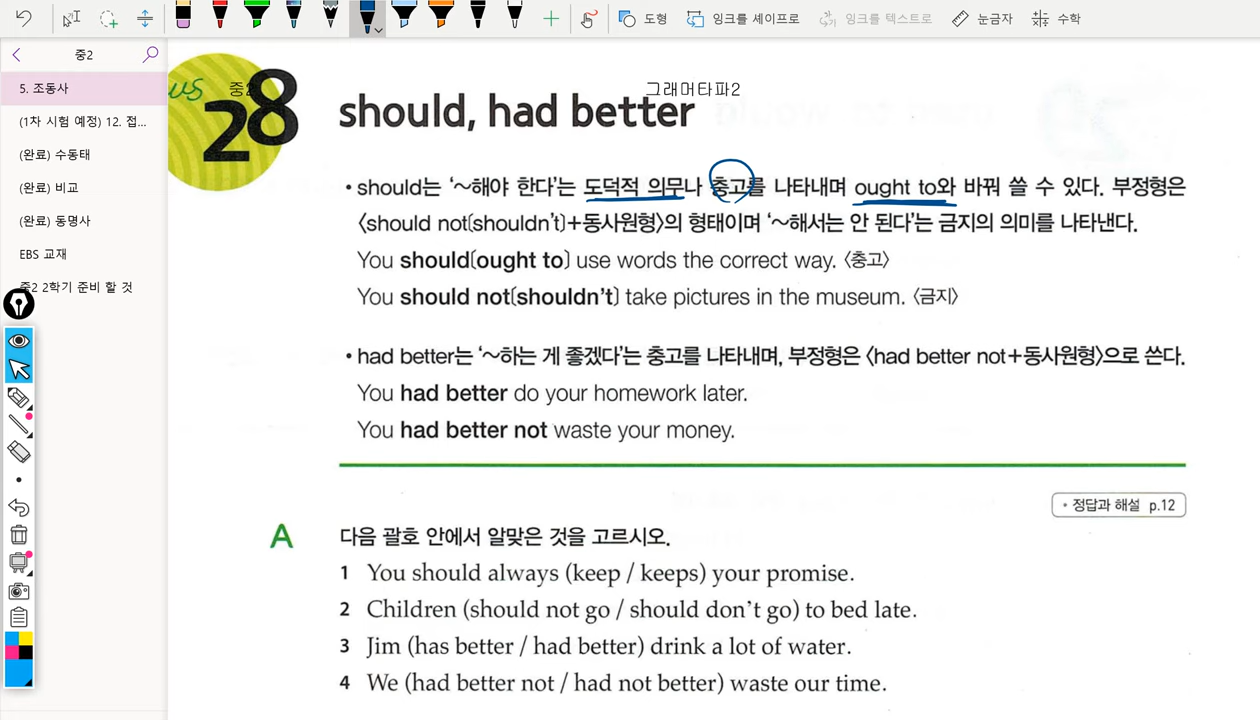 도형
잉크를 셰이프로
잉크를 텍스트로
눈금자
수학
중2
5. 조동사
(1차 시험 예정) 12. 접...
(완료) 수동태
(완료) 비교
(완료) 동명사
EBS 교재
중2 2학기 준비 할 것
us
중2
그래머타파2
28
should, had better
• should는 '~해야 한다'는 도덕적 의무나 충고를 나타내며 ought to와 바꿔 쓸 수 있다. 부정형은
〈should not(shouldn't)+동사원형〉의 형태이며 '~해서는 안 된다'는 금지의 의미를 나타낸다.
You should(ought to) use words the correct way. 〈충고〉
You should not(shouldn't) take pictures in the museum. 〈금지〉
• had better는 '~하는 게 좋겠다'는 충고를 나타내며, 부정형은 〈had better not+동사원형〉으로 쓴다.
You had better do your homework later.
You had better not waste your money.
• 정답과 해설 p.12
A 다음 괄호 안에서 알맞은 것을 고르시오.
1 You should always (keep / keeps) your promise.
2 Children (should not go / should don't go) to bed late.
3 Jim (has better / had better) drink a lot of water.
4 We (had better not / had not better) waste our time.